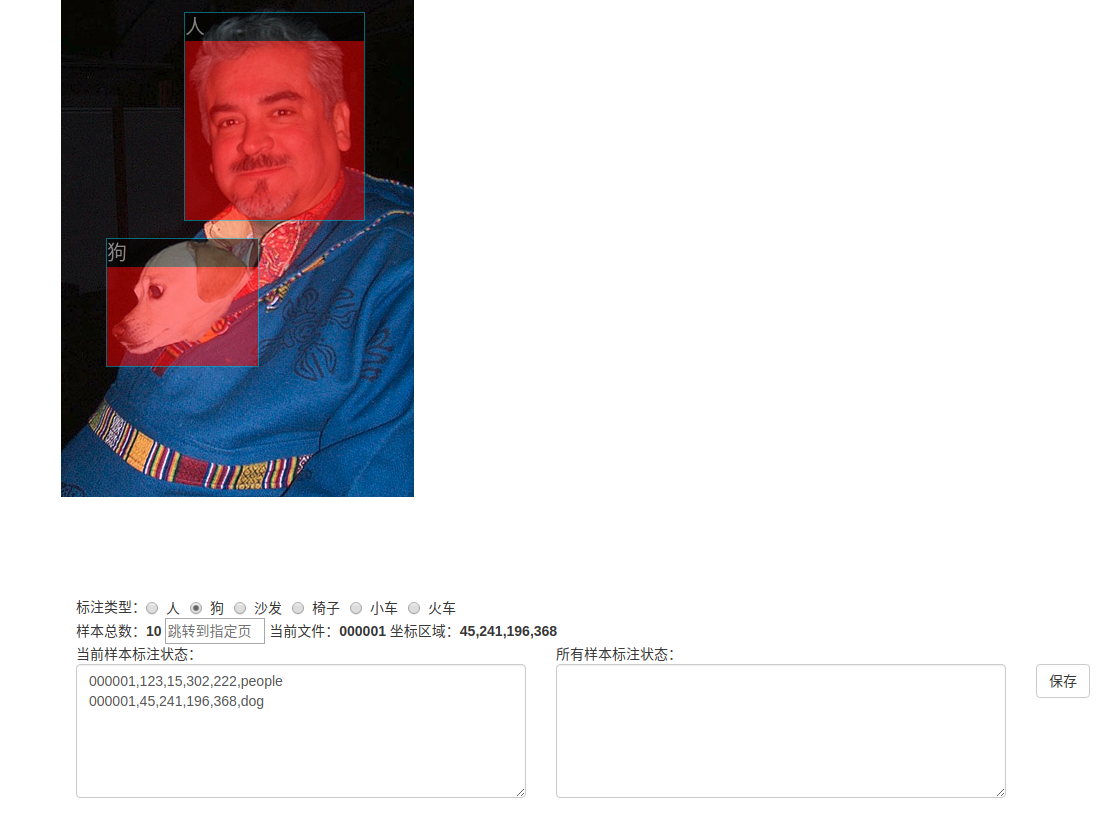 人
狗
标注类型: 人 狗 沙发 椅子 小车 火车
样本总数: 10 跳转到指定页 当前文件: 000001 坐标区域: 45,241,196,368
当前样本标注状态:
000001,123,15,302,222,people
000001,45,241,196,368,dog
所有样本标注状态:
保存